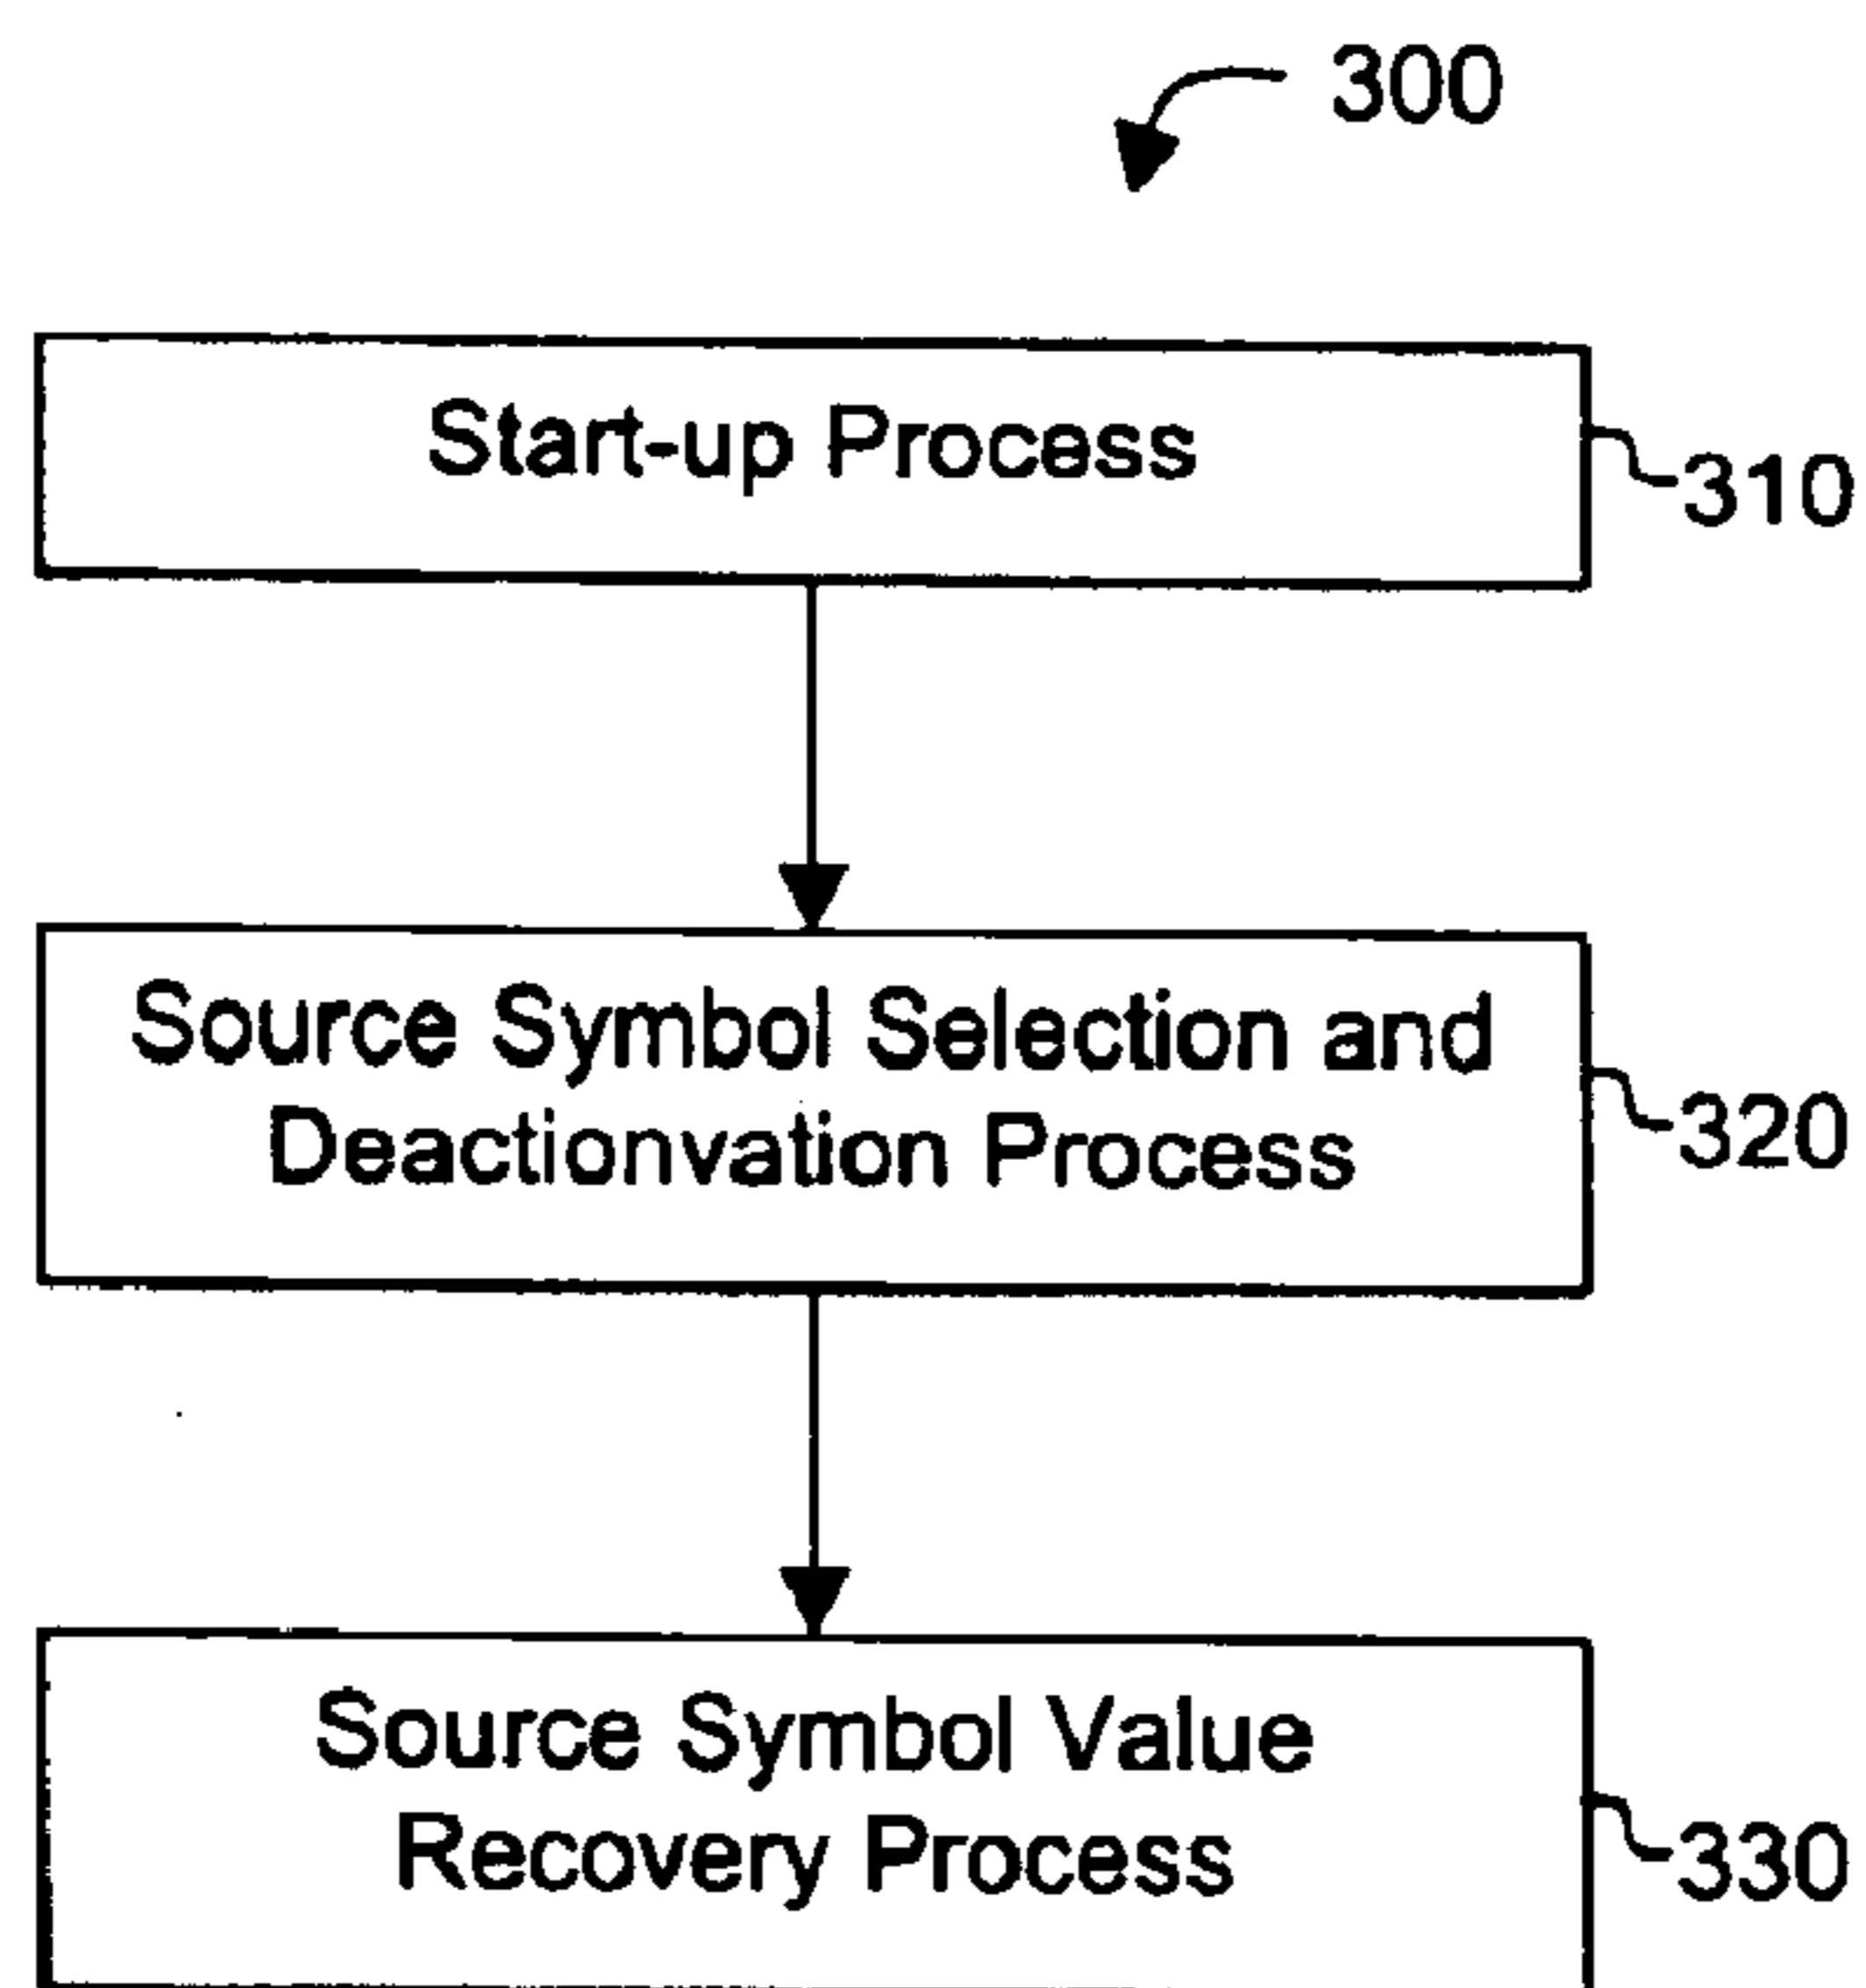 300
Start-up Process
310
Source Symbol Selection and
Deactionvation Process
320
Source Symbol Value
Recovery Process
330